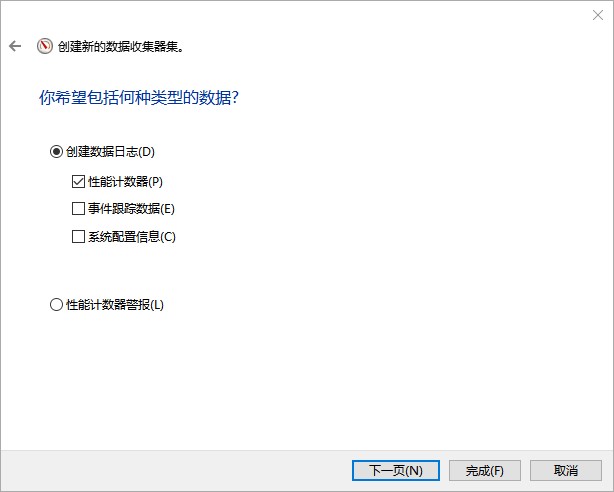 创建新的数据收集器集。
你希望包括何种类型的数据?
创建数据日志(D)
性能计数器(P)
事件跟踪数据(E)
系统配置信息(C)
性能计数器警报(L)
下一页(N)
完成(F)
取消